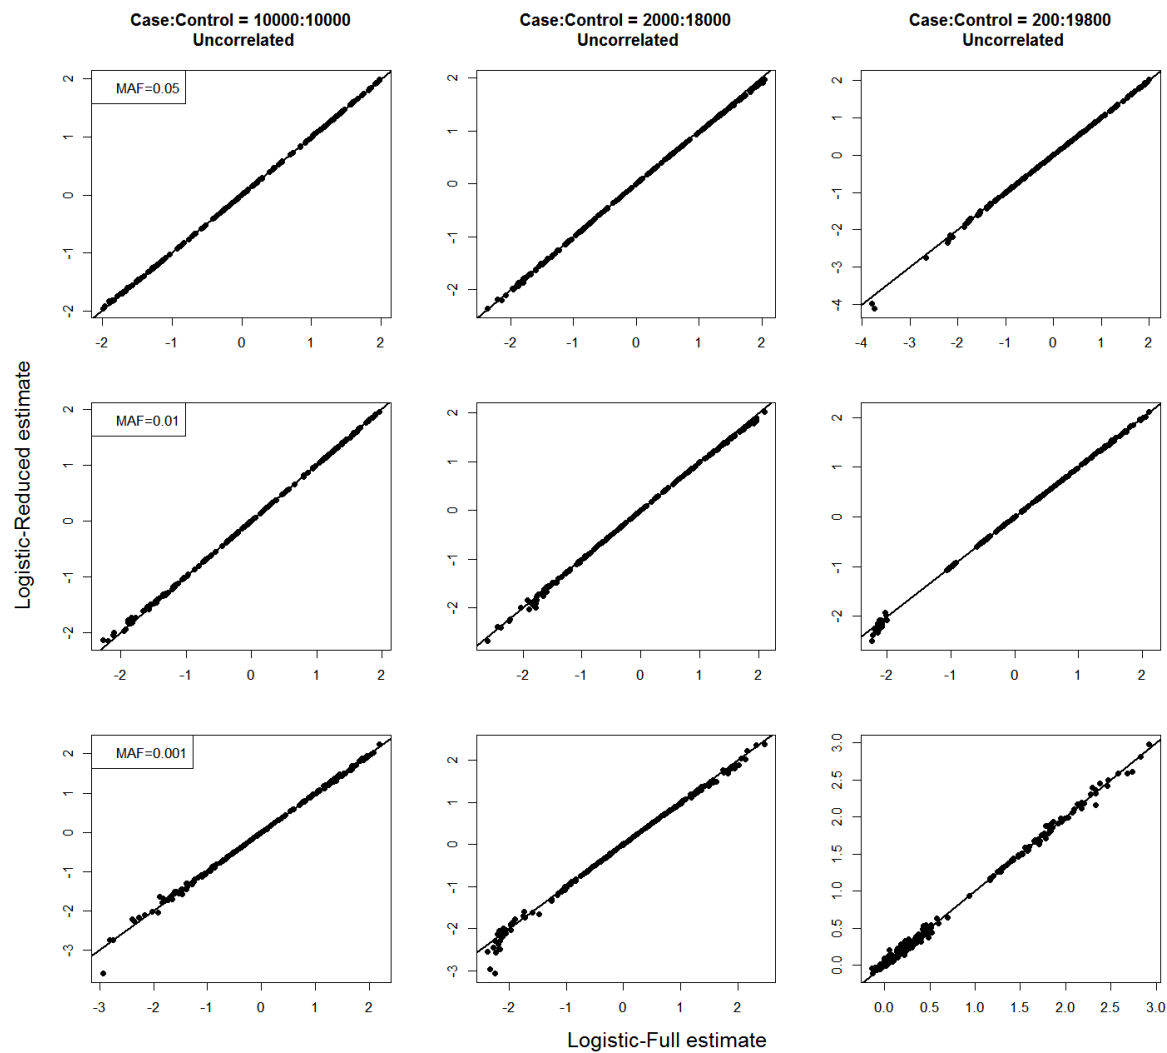 Case:Control = 10000:10000
Uncorrelated
Case:Control = 2000:18000
Uncorrelated
Case:Control = 200:19800
Uncorrelated
MAF=0.05
2
1
0
-1
-2
-2 -1 0 1 2
2
1
0
-1
-2
-2 -1 0 1 2
2
1
0
-1
-2
-3
-4
-4 -3 -2 -1 0 1 2
Logistic-Reduced estimate
MAF=0.01
2
1
0
-1
-2
-2 -1 0 1 2
2
1
0
-1
-2
-2 -1 0 1 2
2
1
0
-1
-2
-2 -1 0 1 2
MAF=0.001
2
1
0
-1
-2
-3
-3 -2 -1 0 1 2
2
1
0
-1
-2
-3
-2 -1 0 1 2
3.0
2.5
2.0
1.5
1.0
0.5
0.0
0.0 0.5 1.0 1.5 2.0 2.5 3.0
Logistic-Full estimate